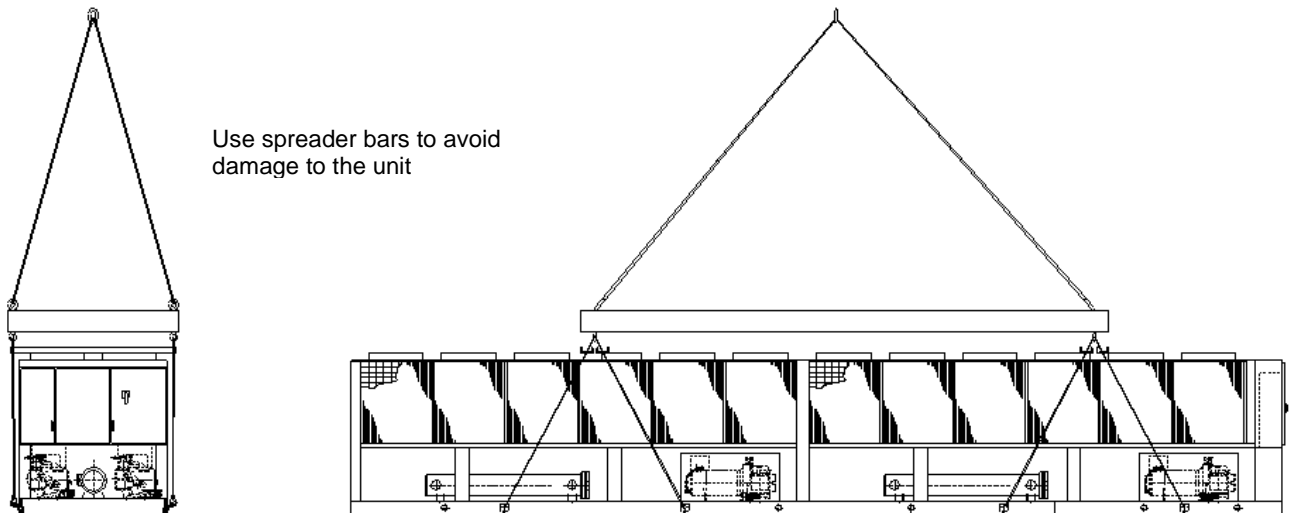 Use spreader bars to avoid
damage to the unit